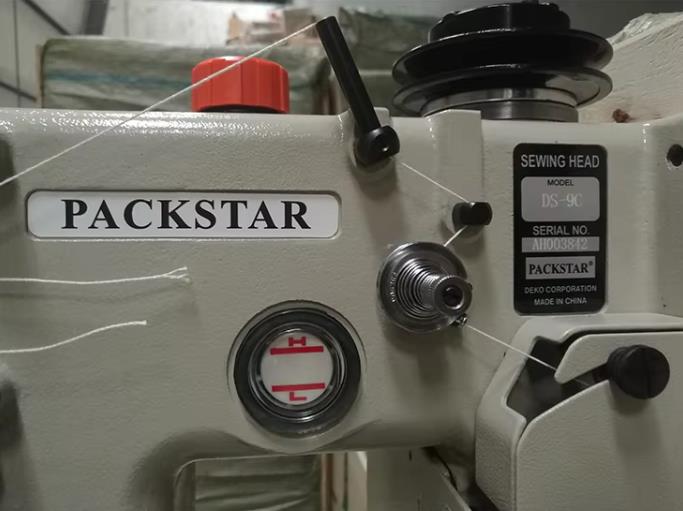 PACKSTAR
SEWING HEAD
MODEL
DS-9C
SERIAL NO.
AH003842
PACKSTAR®
DEKO CORPORATION
MADE IN CHINA
H
L